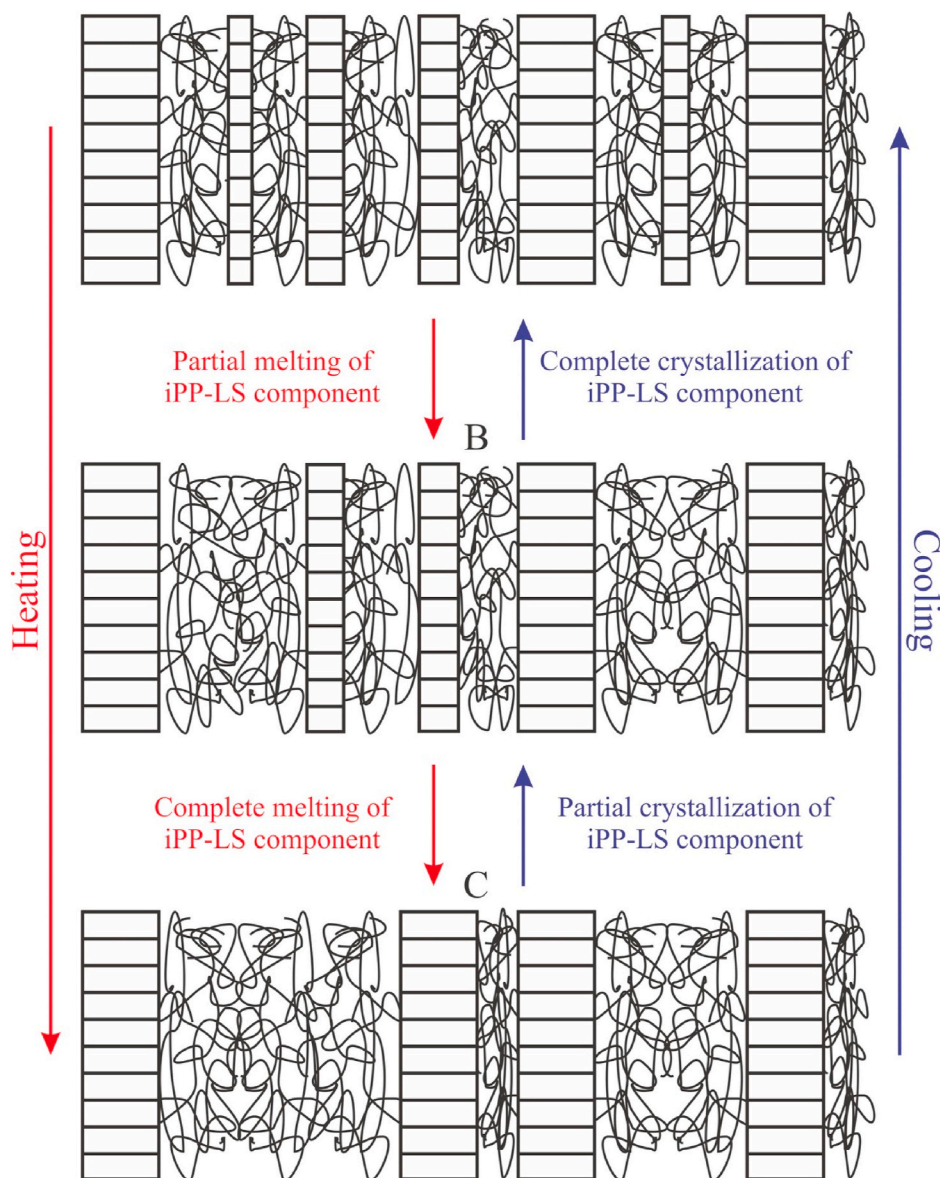 Partial melting of
iPP-LS component
Complete crystallization of
iPP-LS component
B
Heating
Cooling
Complete melting of
iPP-LS component
Partial crystallization of
iPP-LS component
C